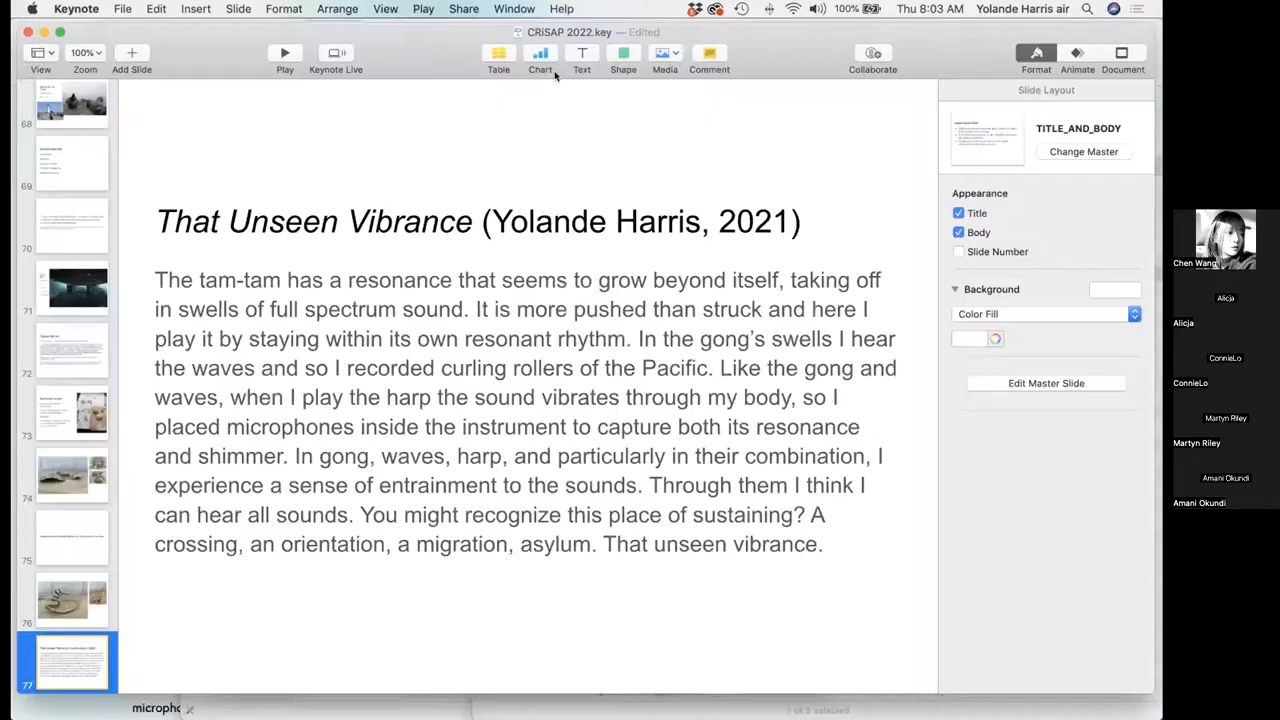 Keynote File Edit Insert Slide Format Arrange View Play Share Window Help
100% Thu 8:03 AM Yolande Harris air
CRiSAP 2022.key — Edited
100%
View Zoom Add Slide Play Keynote Live Table Chart Text Shape Media Comment Collaborate Format Animate Document
68
69
70
71
72
73
74
75
76
77
That Unseen Vibrance (Yolande Harris, 2021)
The tam-tam has a resonance that seems to grow beyond itself, taking off
in swells of full spectrum sound. It is more pushed than struck and here I
play it by staying within its own resonant rhythm. In the gong's swells I hear
the waves and so I recorded curling rollers of the Pacific. Like the gong and
waves, when I play the harp the sound vibrates through my body, so I
placed microphones inside the instrument to capture both its resonance
and shimmer. In gong, waves, harp, and particularly in their combination, I
experience a sense of entrainment to the sounds. Through them I think I
can hear all sounds. You might recognize this place of sustaining? A
crossing, an orientation, a migration, asylum. That unseen vibrance.
Slide Layout
TITLE_AND_BODY
Change Master
Appearance
Title
Body
Slide Number
Background
Color Fill
Edit Master Slide
Chen Wang
Alicja
Alicja
ConnieLo
ConnieLo
Martyn Riley
Martyn Riley
Amani Okundi
Amani Okundi
micropho